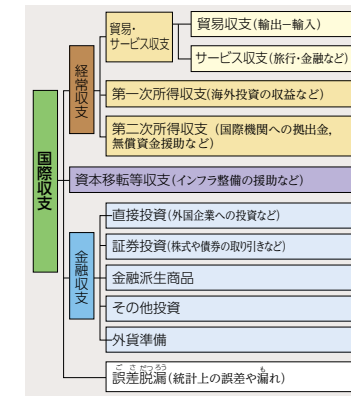 国際収支
経常収支
貿易・
サービス収支
貿易収支(輸出−輸入)
サービス収支(旅行・金融など)
第一次所得収支(海外投資の収益など)
第二次所得収支(国際機関への拠出金,
無償資金援助など)
資本移転等収支(インフラ整備の援助など)
金融収支
直接投資(外国企業への投資など)
証券投資(株式や債券の取り引きなど)
金融派生商品
その他投資
外貨準備
ご さ だつろう も
誤差脱漏(統計上の誤差や漏れ)